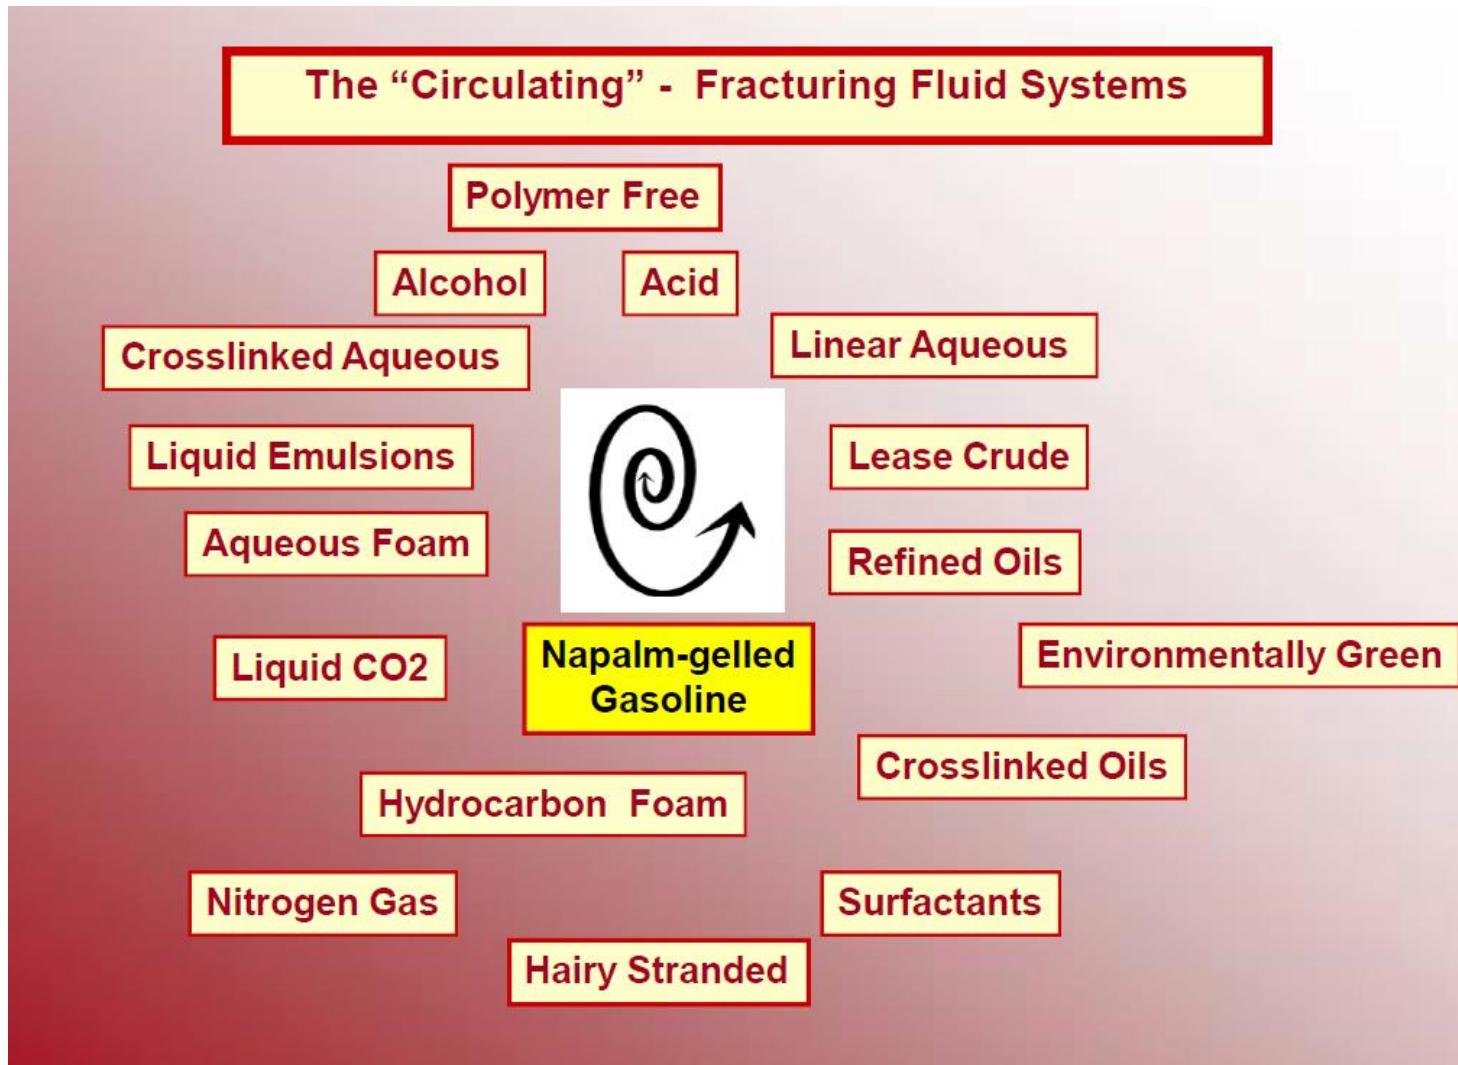 The “Circulating” - Fracturing Fluid Systems
Polymer Free
Alcohol
Acid
Crosslinked Aqueous
Linear Aqueous
Liquid Emulsions
Lease Crude
Aqueous Foam
Refined Oils
Liquid CO2
Napalm-gelled
Gasoline
Environmentally Green
Crosslinked Oils
Hydrocarbon Foam
Nitrogen Gas
Surfactants
Hairy Stranded